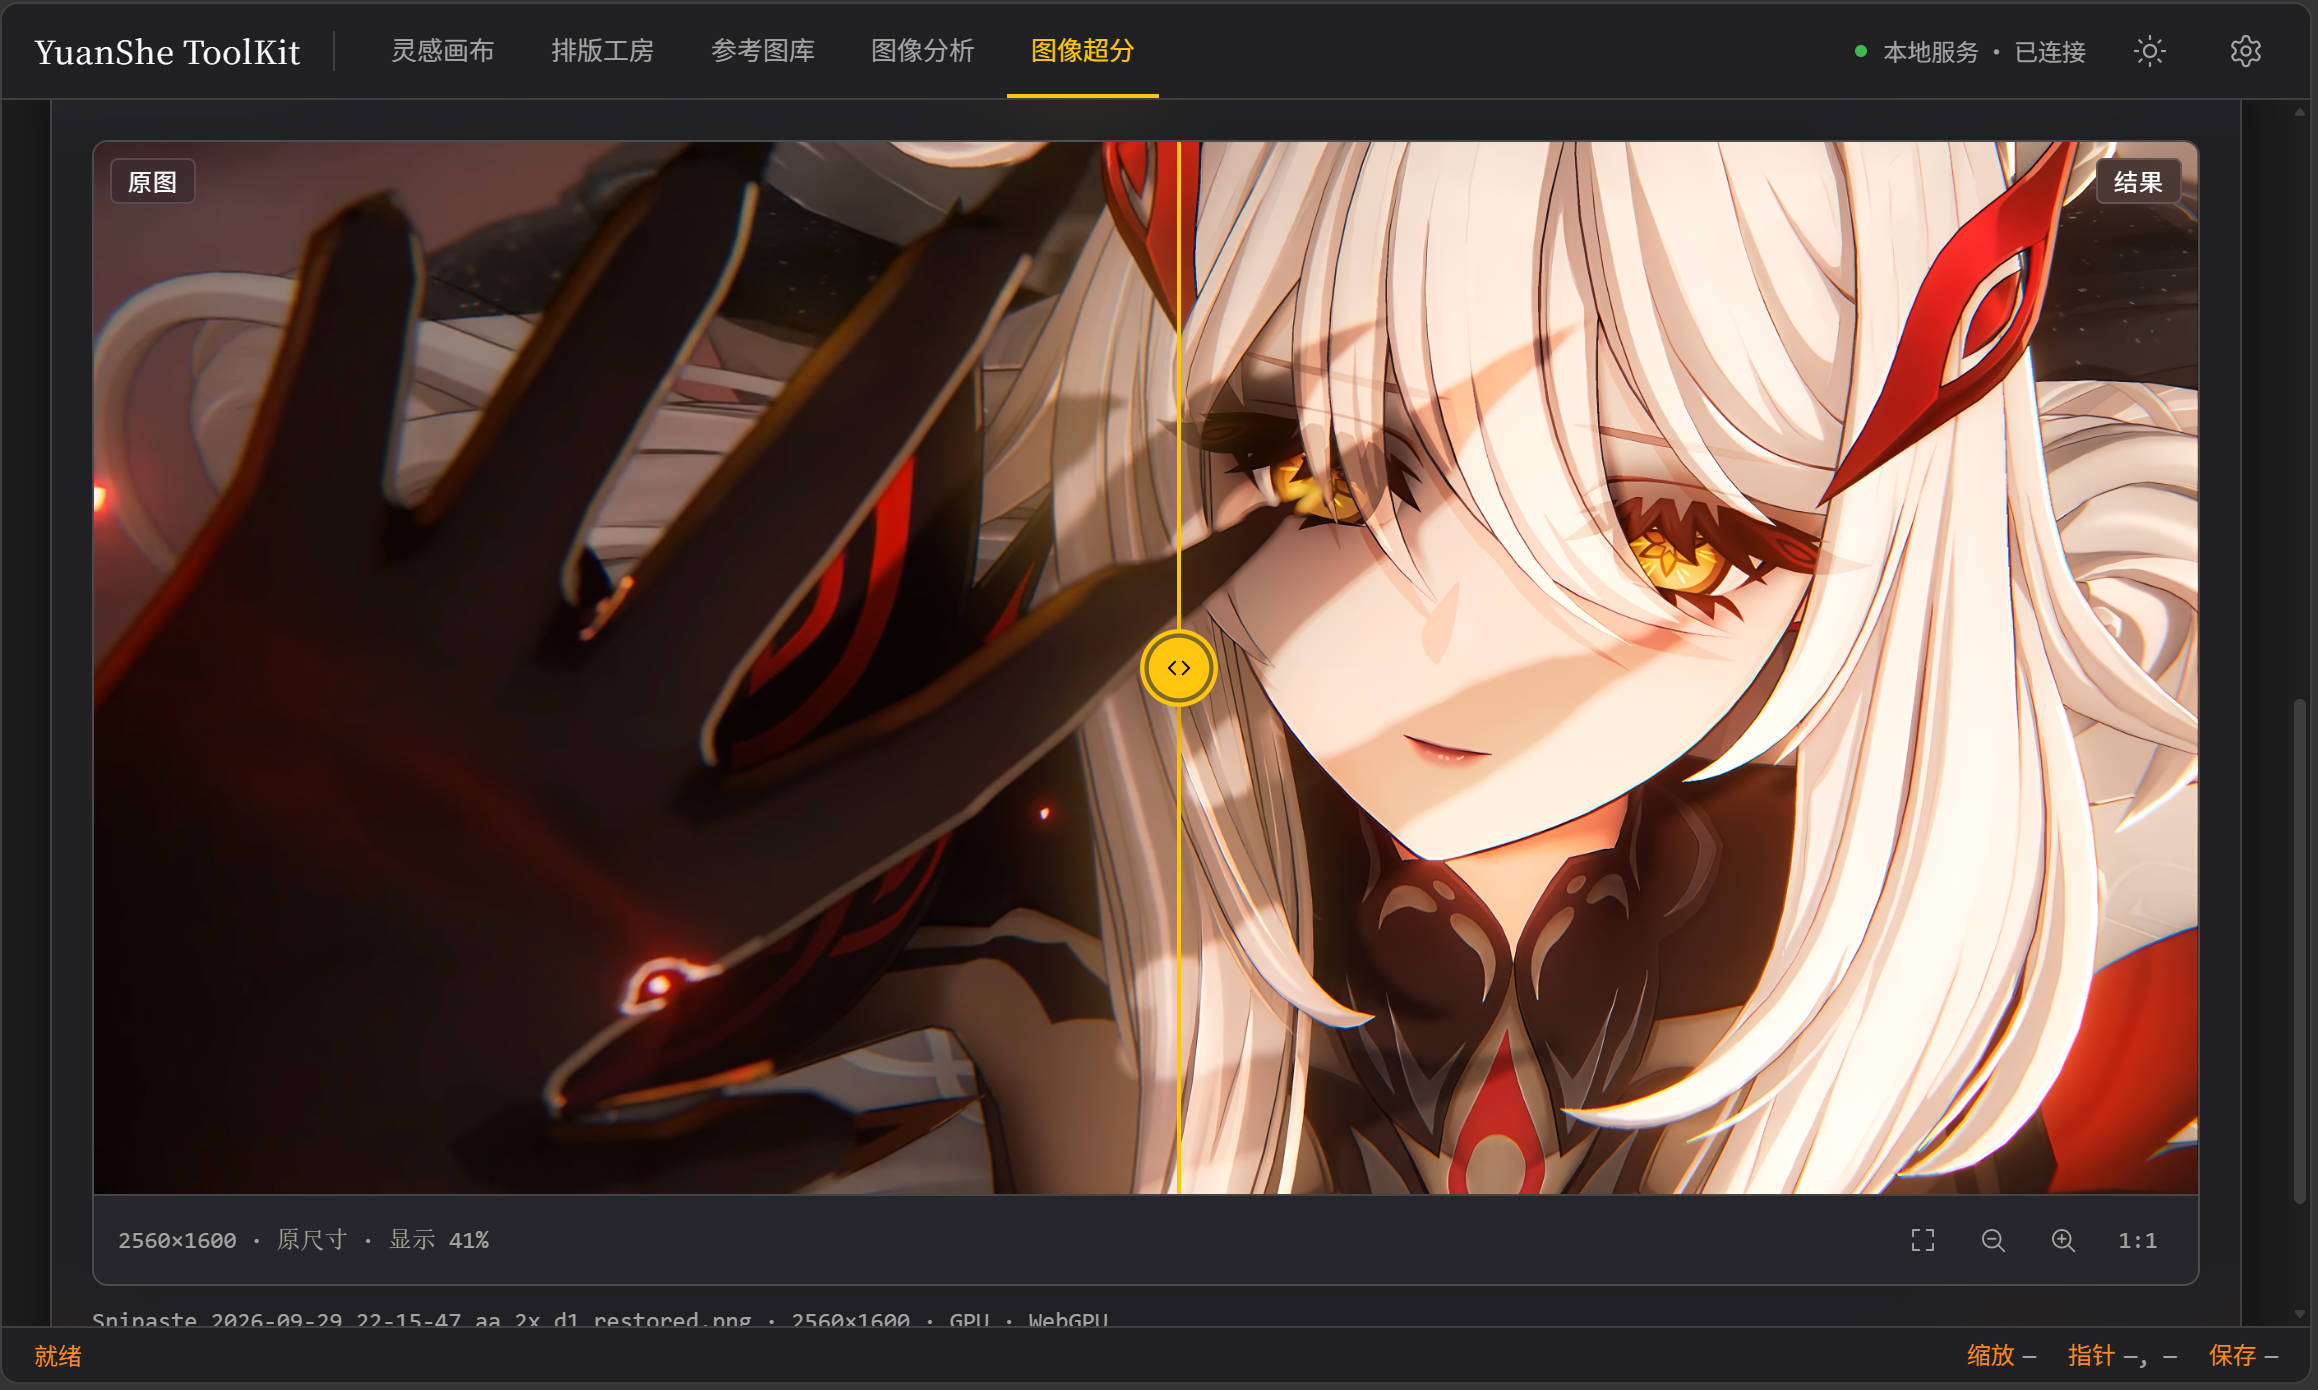 YuanShe ToolKit 灵感画布 排版工房 参考图库 图像分析 图像超分 本地服务 • 已连接
原图 结果
2560×1600 · 原尺寸 · 显示 41% 1:1
Snipaste_2026-09-29_22-15-47_aa_2x_d1_restored.png · 2560×1600 · GPU · WebGPU
就绪 缩放 — 指针 —, — 保存 —